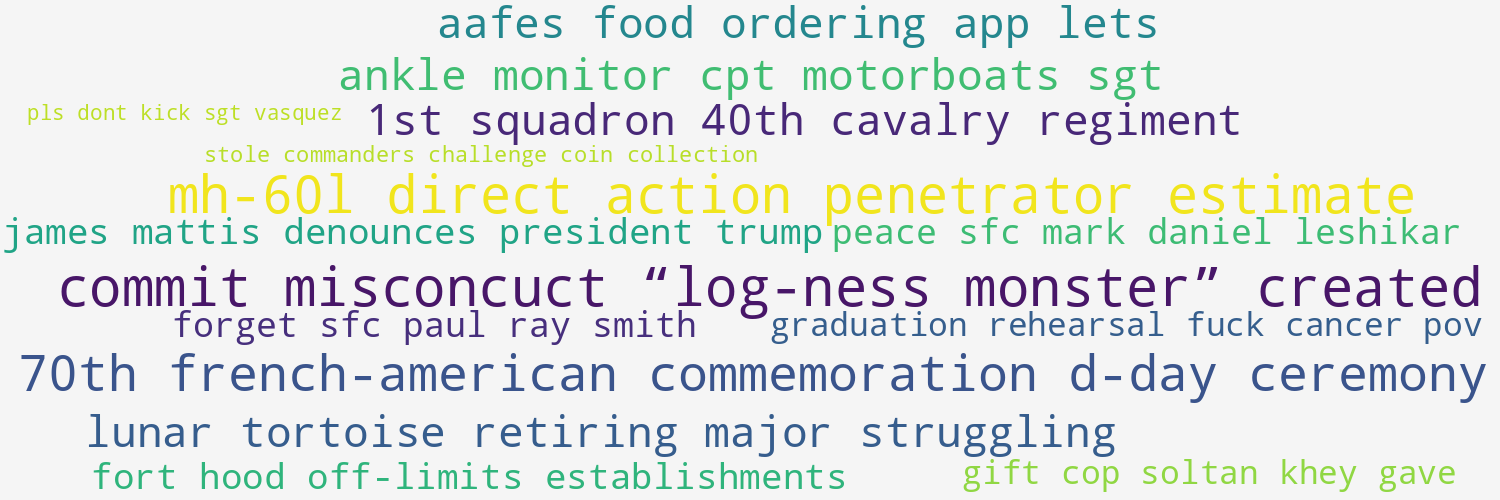 aafes food ordering app lets
ankle monitor cpt motorboats sgt
pls dont kick sgt vasquez
1st squadron 40th cavalry regiment
stole commanders challenge coin collection
mh-60l direct action penetrator estimate
james mattis denounces president trump
peace sfc mark daniel leshikar
commit misconcuct “log-ness monster” created
forget sfc paul ray smith
graduation rehearsal fuck cancer pov
70th french-american commemoration d-day ceremony
lunar tortoise retiring major struggling
fort hood off-limits establishments
gift cop soltan khey gave